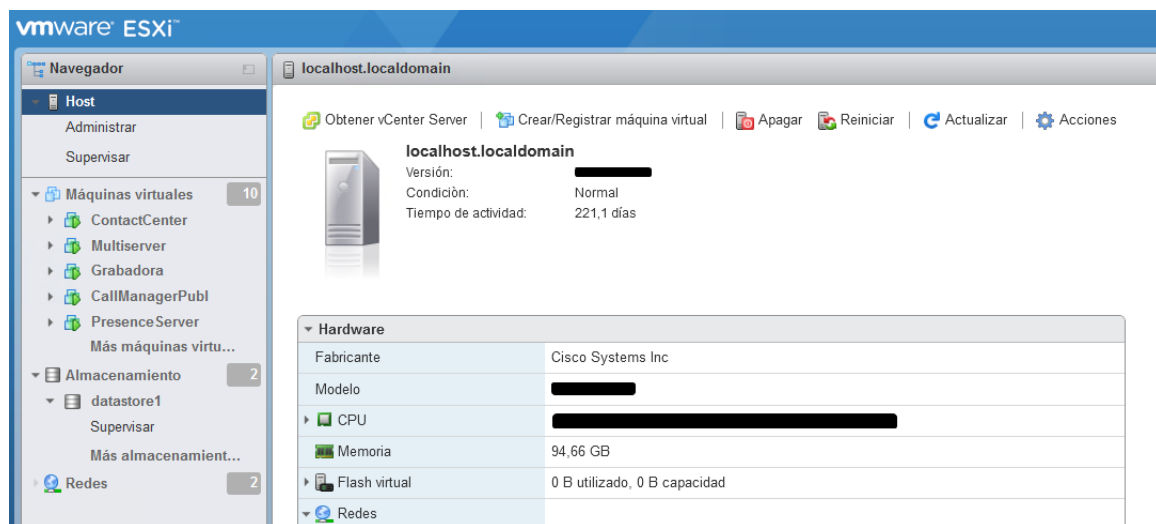 vmware ESXi™
Navegador
Host
Administrar
Supervisar
Máquinas virtuales 10
ContactCenter
Multiserver
Grabadora
CallManagerPubl
PresenceServer
Más máquinas virtu...
Almacenamiento 2
datastore1
Supervisar
Más almacenamient...
Redes 2
localhost.localdomain
Obtener vCenter Server | Crear/Registrar máquina virtual | Apagar Reiniciar | Actualizar | Acciones
localhost.localdomain
Versión:
Condiciòn: Normal
Tiempo de actividad: 221,1 días
Hardware
Fabricante Cisco Systems Inc
Modelo
CPU
Memoria 94,66 GB
Flash virtual 0 B utilizado, 0 B capacidad
Redes